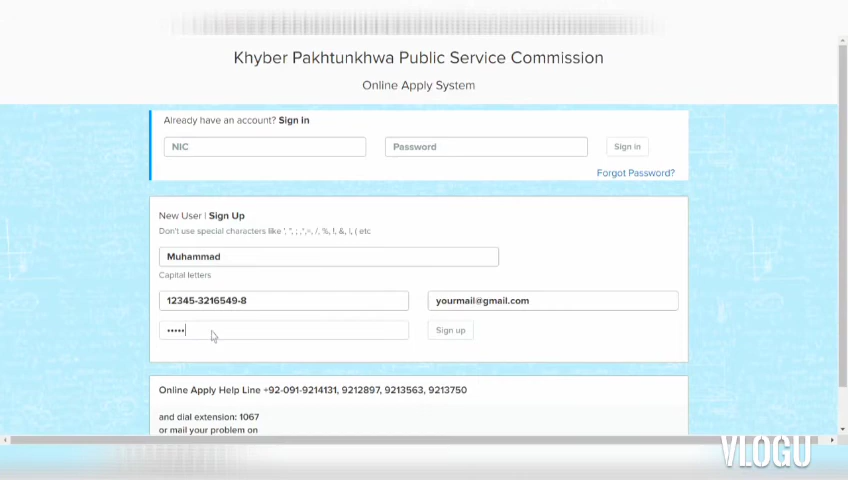 Khyber Pakhtunkhwa Public Service Commission
Online Apply System
Already have an account? Sign in
NIC
Password
Sign in
Forgot Password?
New User | Sign Up
Don't use special characters like ', ", ; ,*,=, /, %, !, &, |, ( etc
Muhammad
Capital letters
12345-3216549-8
yourmail@gmail.com
•••••
Sign up
Online Apply Help Line +92-091-9214131, 9212897, 9213563, 9213750
and dial extension: 1067
or mail your problem on
VLOGU